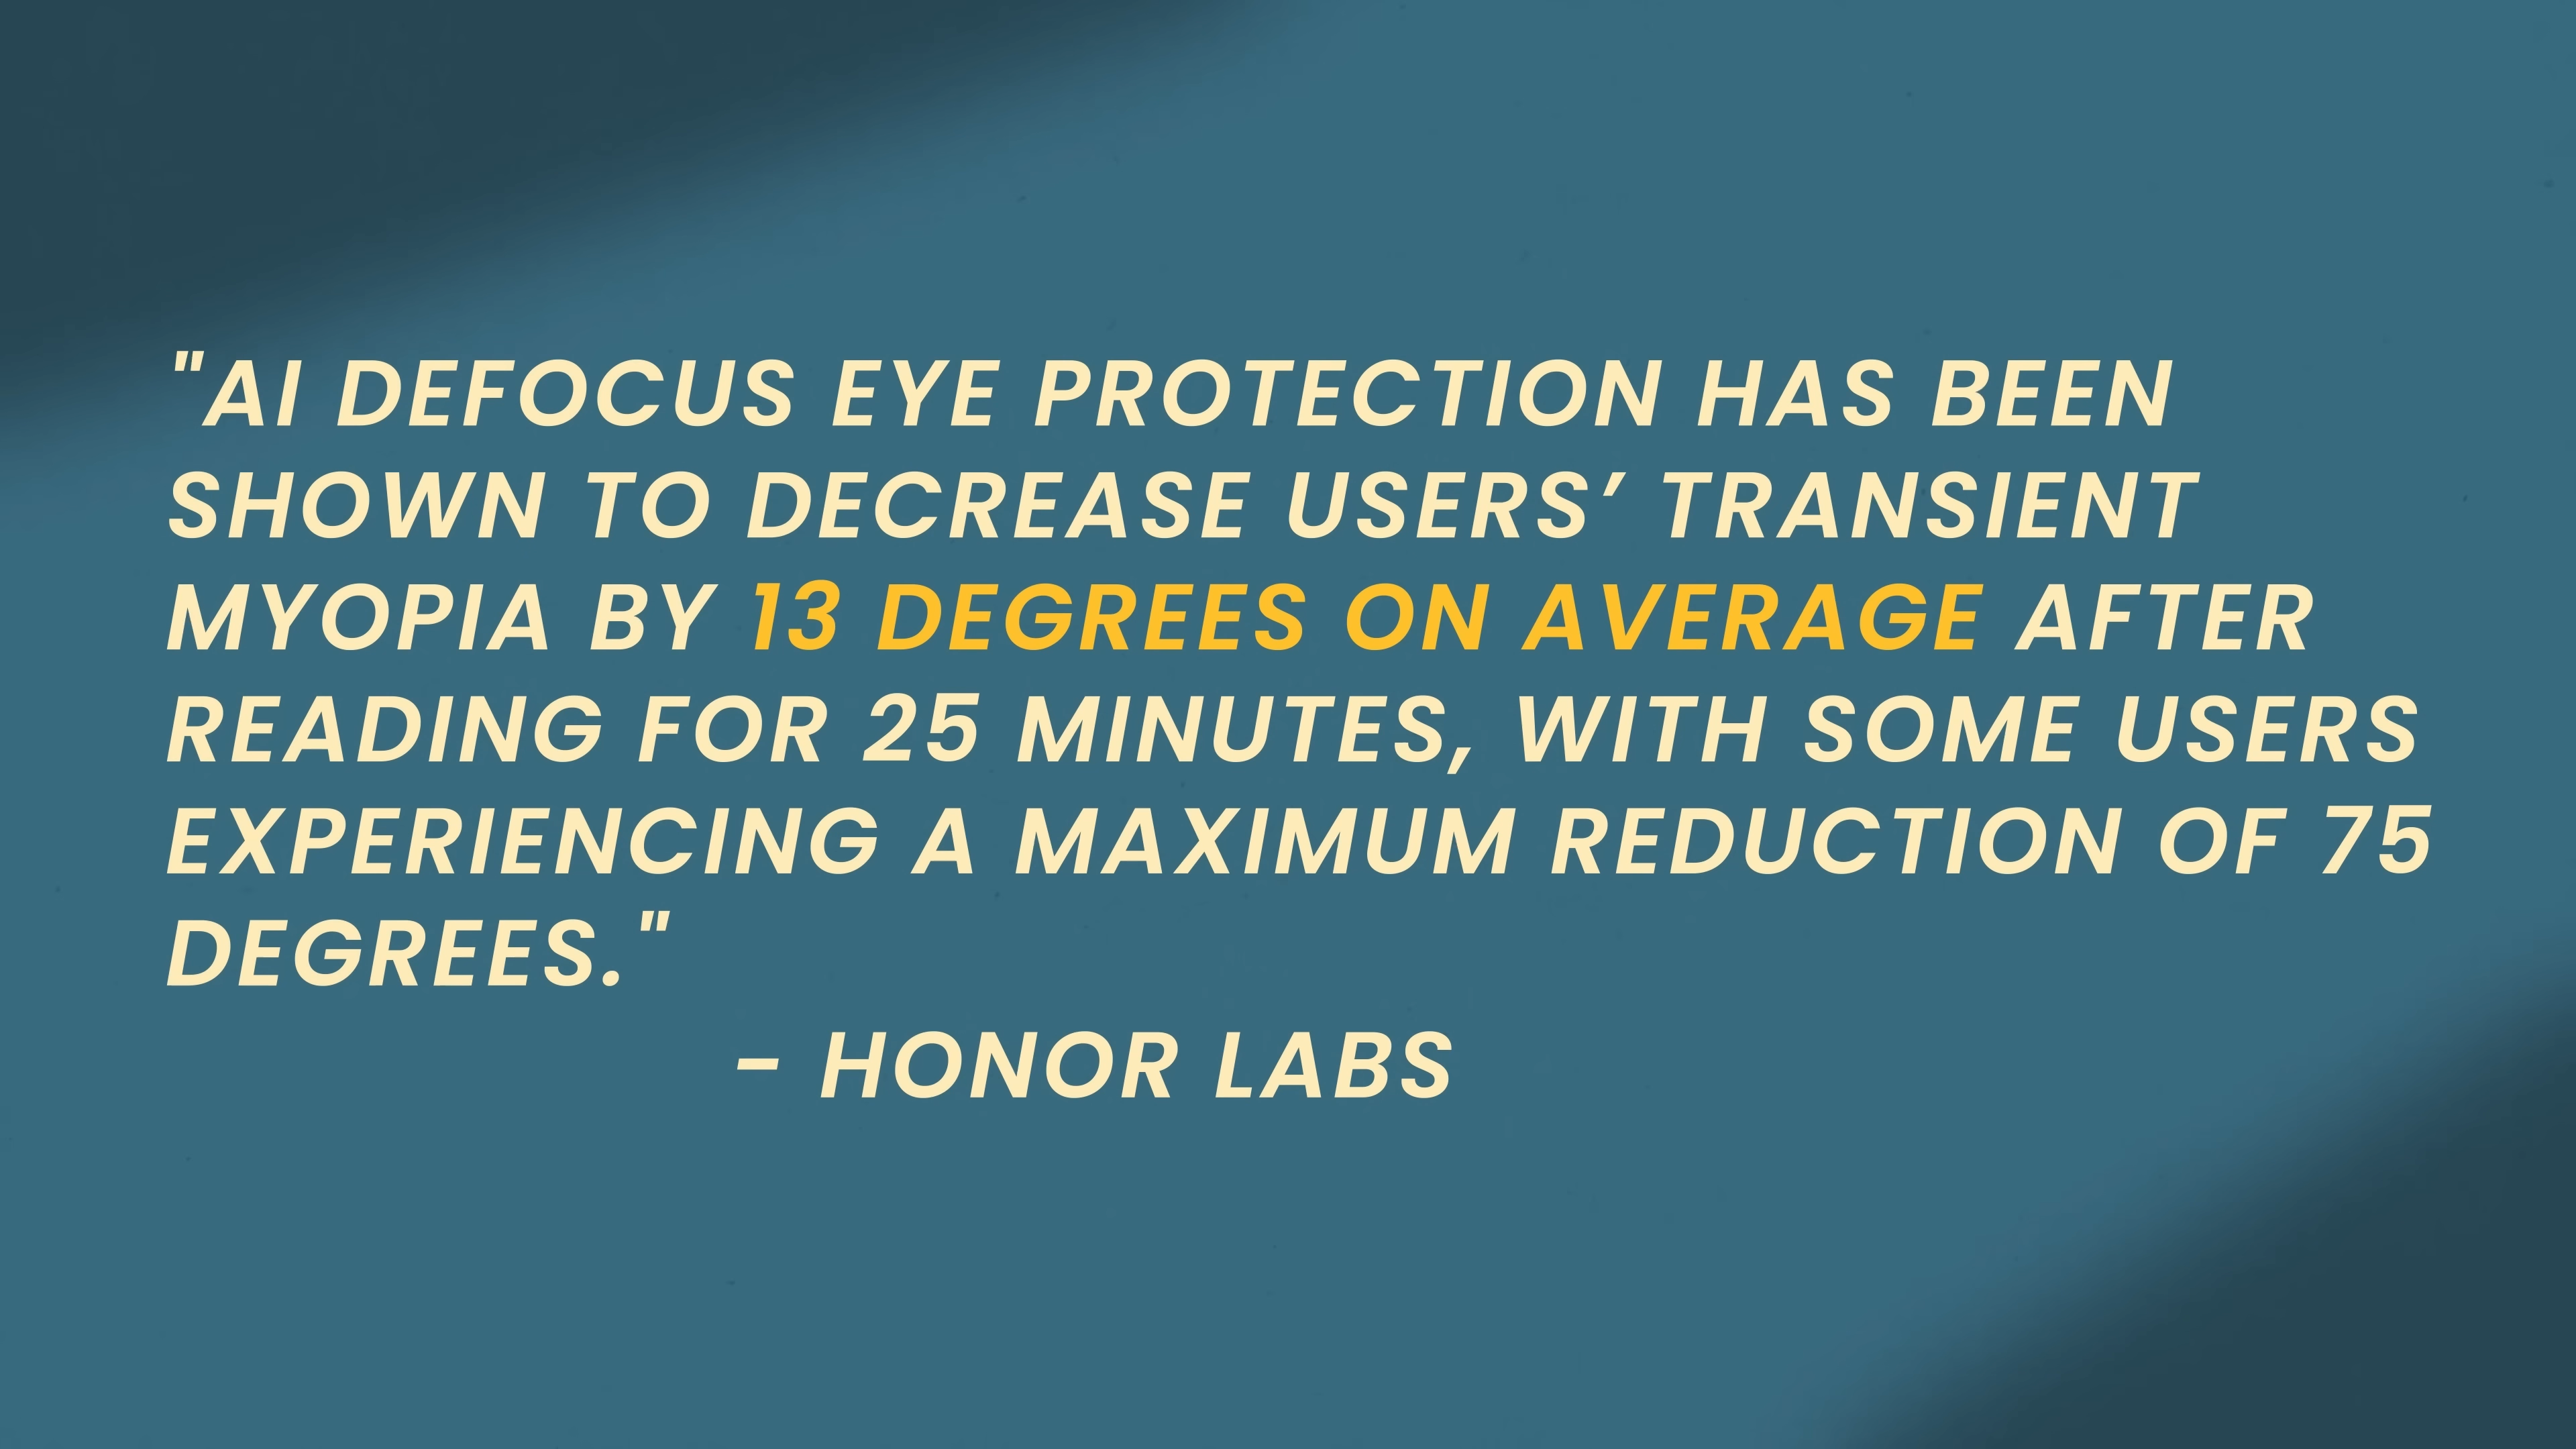 "AI DEFOCUS EYE PROTECTION HAS BEEN
SHOWN TO DECREASE USERS’ TRANSIENT
MYOPIA BY 13 DEGREES ON AVERAGE AFTER
READING FOR 25 MINUTES, WITH SOME USERS
EXPERIENCING A MAXIMUM REDUCTION OF 75
DEGREES."
- HONOR LABS